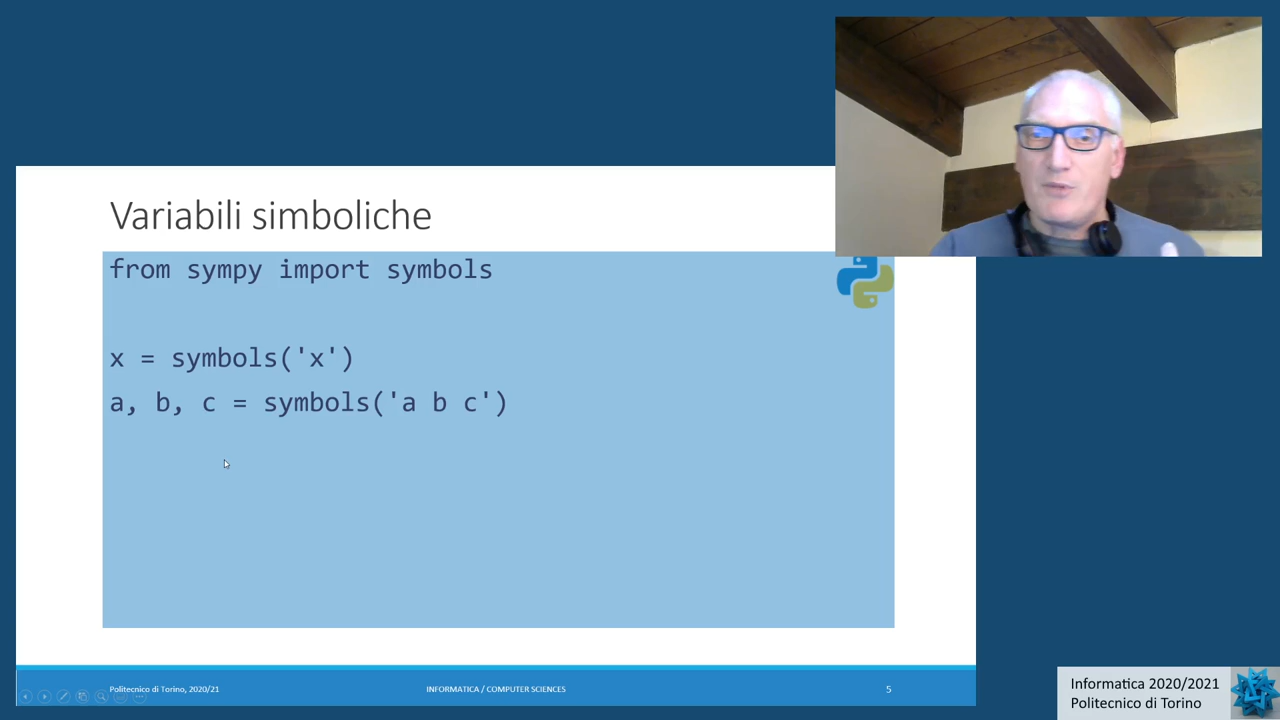 Variabili simboliche
from sympy import symbols
x = symbols('x')
a, b, c = symbols('a b c')
Politecnico di Torino, 2020/21
INFORMATICA / COMPUTER SCIENCES
5
Informatica 2020/2021
Politecnico di Torino